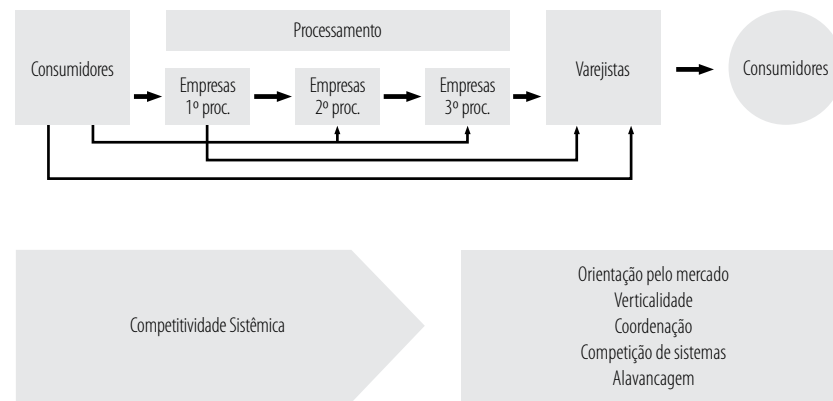 Processamento
Consumidores
Empresas
1º proc.
Empresas
2º proc.
Empresas
3º proc.
Varejistas
Consumidores
Competitividade Sistêmica
Orientação pelo mercado
Verticalidade
Coordenação
Competição de sistemas
Alavancagem